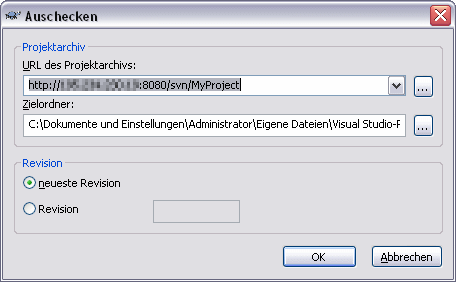 Auschecken
Projektarchiv
URL des Projektarchivs:
http:// :8080/svn/MyProject
...
Zielordner:
C:\Dokumente und Einstellungen\Administrator\Eigene Dateien\Visual Studio-P
...
Revision
neueste Revision
Revision
OK
Abbrechen